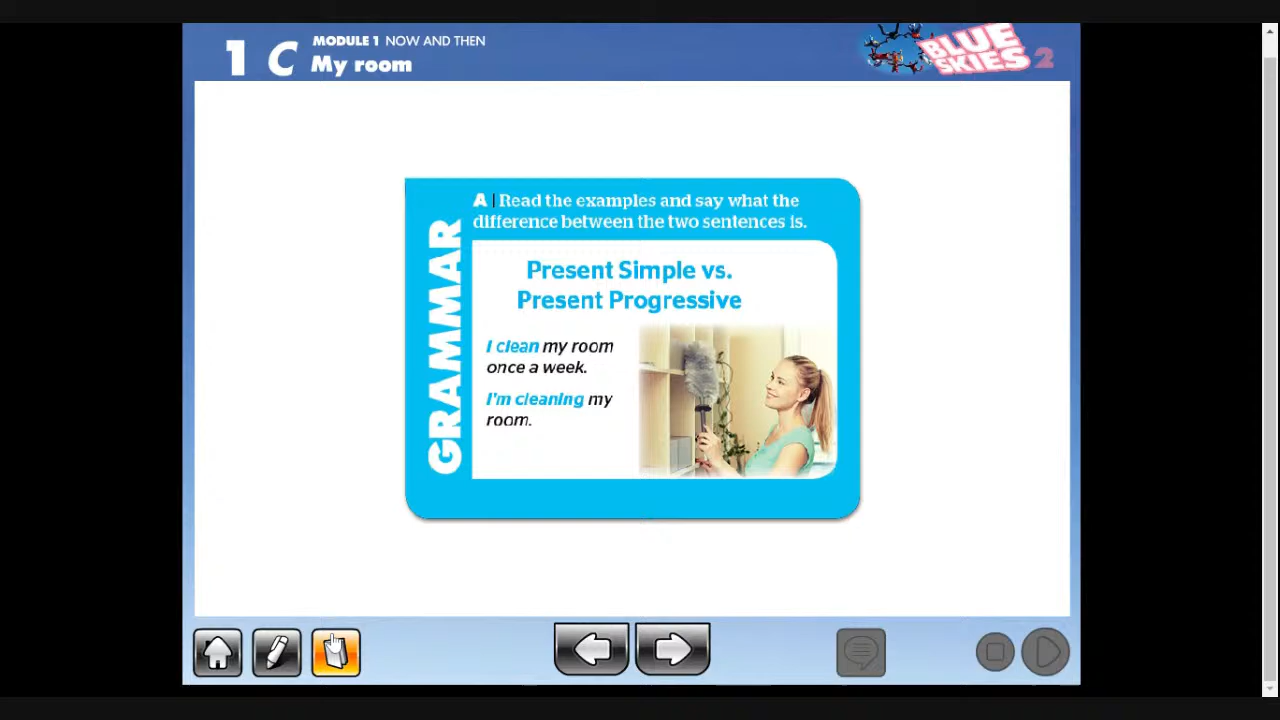 1 C
MODULE 1 NOW AND THEN
My room
BLUE
SKIES 2
GRAMMAR
A | Read the examples and say what the
difference between the two sentences is.
Present Simple vs.
Present Progressive
I clean my room
once a week.
I'm cleaning my
room.